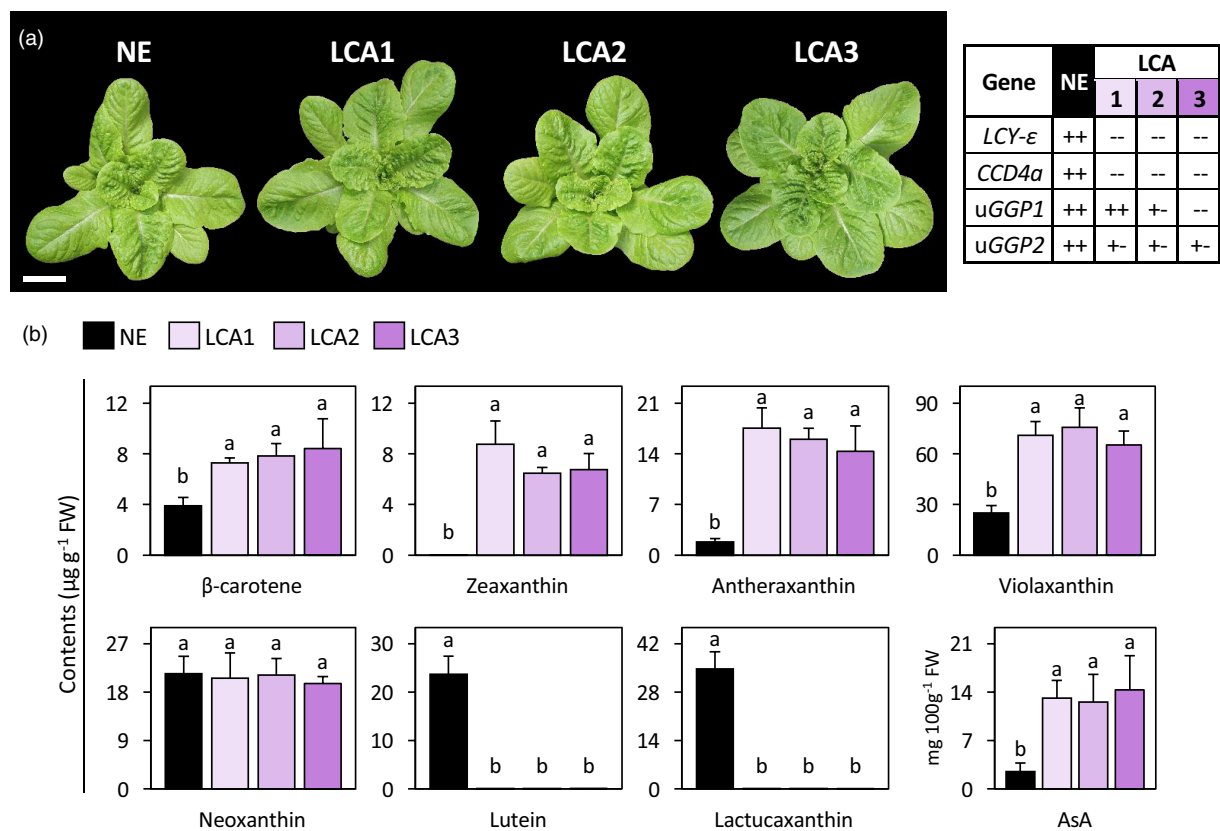 (a)
NE LCA1 LCA2 LCA3
Gene NE LCA
1 2 3
LCY-ε ++ -- -- --
CCD4a ++ -- -- --
uGGP1 ++ ++ +- --
uGGP2 ++ +- +- +-
(b) NE LCA1 LCA2 LCA3
Contents (µg g⁻¹ FW)
12
8
4
0
b a a a
β-carotene
12
8
4
0
b a a a
Zeaxanthin
21
14
7
0
b a a a
Antheraxanthin
90
60
30
0
b a a a
Violaxanthin
27
18
9
0
a a a a
Neoxanthin
30
20
10
0
a b b b
Lutein
42
28
14
0
a b b b
Lactucaxanthin
mg 100g⁻¹ FW
21
14
7
0
b a a a
AsA